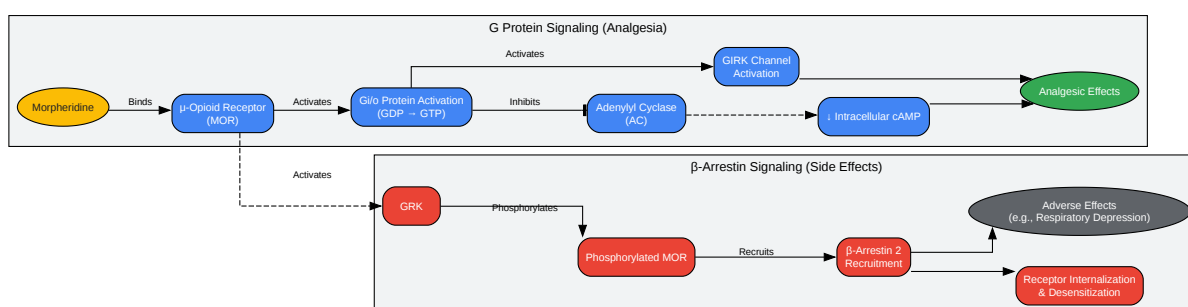 G Protein Signaling (Analgesia)
Activates
GIRK Channel
Activation
Morpheridine
Binds
μ-Opioid Receptor
(MOR)
Activates
Gi/o Protein Activation
(GDP → GTP)
Inhibits
Adenylyl Cyclase
(AC)
↓ Intracellular cAMP
Analgesic Effects
β-Arrestin Signaling (Side Effects)
Activates
GRK
Phosphorylates
Phosphorylated MOR
Recruits
β-Arrestin 2
Recruitment
Adverse Effects
(e.g., Respiratory Depression)
Receptor Internalization
& Desensitization